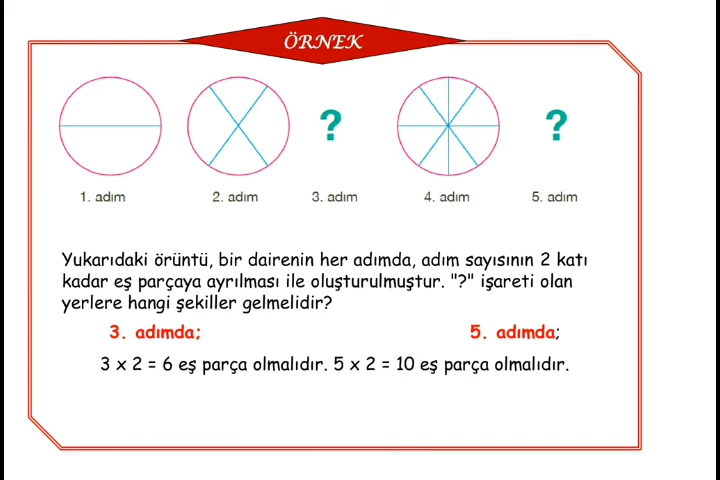 ÖRNEK
? ?
1. adım 2. adım 3. adım 4. adım 5. adım
Yukarıdaki örüntü, bir dairenin her adımda, adım sayısının 2 katı
kadar eş parçaya ayrılması ile oluşturulmuştur. "?" işareti olan
yerlere hangi şekiller gelmelidir?
3. adımda; 5. adımda;
3 x 2 = 6 eş parça olmalıdır. 5 x 2 = 10 eş parça olmalıdır.